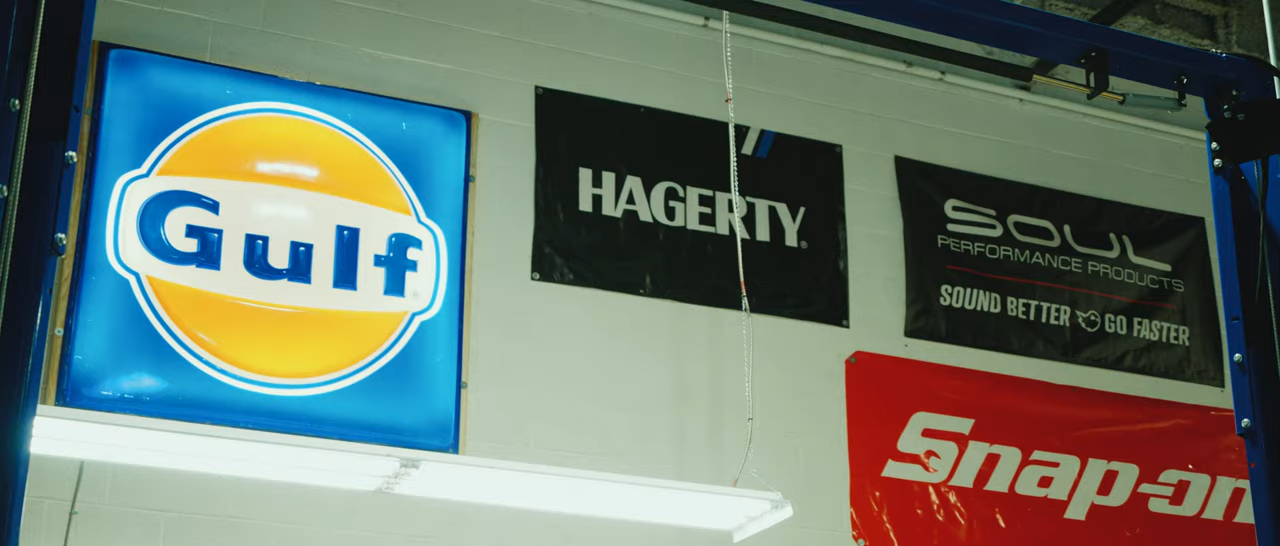 Gulf
HAGERTY®
SOUL
PERFORMANCE PRODUCTS
SOUND BETTER GO FASTER
Snap-on